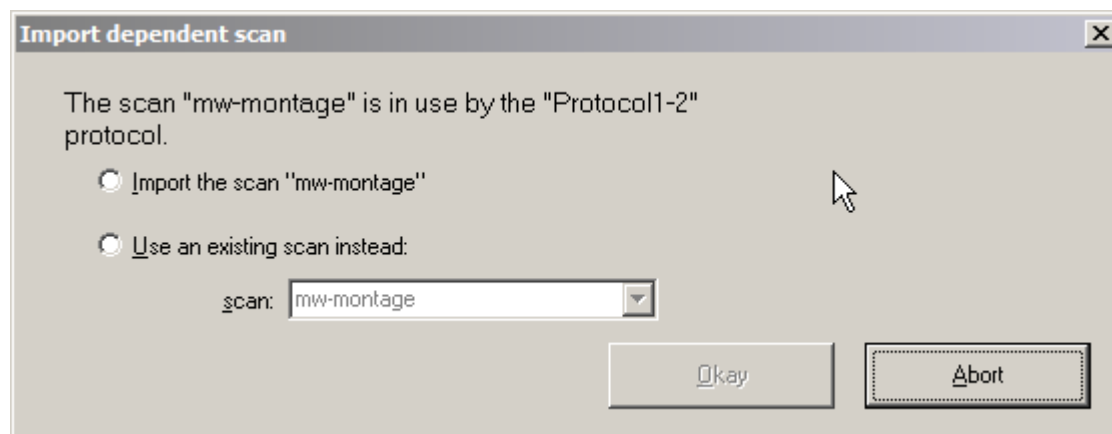 Import dependent scan
The scan "mw-montage" is in use by the "Protocol1-2"
protocol.
Import the scan "mw-montage"
Use an existing scan instead:
scan: mw-montage
Okay Abort